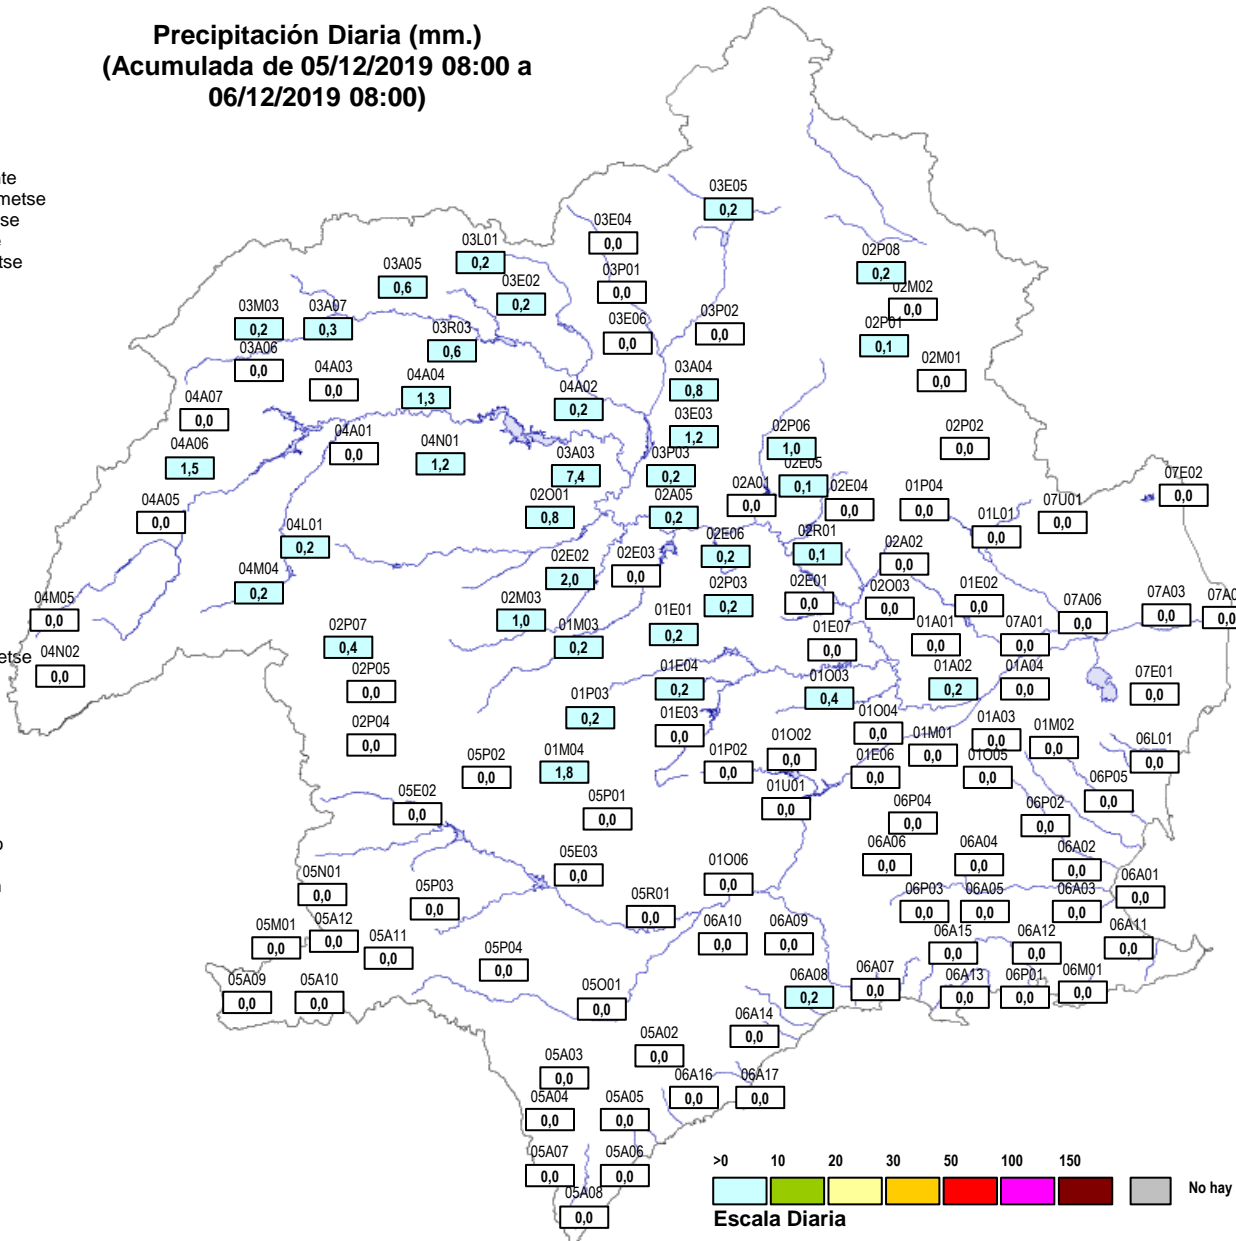 Precipitación Diaria (mm.)
(Acumulada de 05/12/2019 08:00 a
06/12/2019 08:00)
03E05
0,2
03E04
0,0
03L01
0,2
02P08
0,2
03A05
0,6
03P01
0,0
03E02
0,2
02M02
0,0
03M03
0,2
03A07
0,3
03P02
0,0
03E06
0,0
02P01
0,1
03R03
0,6
03A06
0,0
02M01
0,0
04A03
0,0
04A04
1,3
03A04
0,8
04A02
0,2
04A07
0,0
03E03
1,2
02P06
1,0
02P02
0,0
04A01
0,0
04N01
1,2
04A06
1,5
03A03
7,4
03P03
0,2
02E05
0,1
07E02
0,0
02A01
0,0
02E04
0,0
01P04
0,0
04A05
0,0
02O01
0,8
02A05
0,2
07U01
0,0
01L01
0,0
04L01
0,2
02E06
0,2
02R01
0,1
02A02
0,0
02E02
2,0
02E03
0,0
04M04
0,2
02P03
0,2
02E01
0,0
02O03
0,0
01E02
0,0
04M05
0,0
02M03
1,0
07A06
0,0
07A03
0,0
07A0
0,0
01E01
0,2
02P07
0,4
01M03
0,2
01E07
0,0
01A01
0,0
07A01
0,0
etse
04N02
0,0
02P05
0,0
01E04
0,2
01O03
0,4
01A02
0,2
01A04
0,0
07E01
0,0
01P03
0,2
01E03
0,0
01O04
0,0
01A03
0,0
01M02
0,0
02P04
0,0
01O02
0,0
01M01
0,0
06L01
0,0
05P02
0,0
01M04
1,8
01P02
0,0
01E06
0,0
01O05
0,0
06P05
0,0
05E02
0,0
05P01
0,0
01U01
0,0
06P04
0,0
06P02
0,0
05E03
0,0
06A06
0,0
06A04
0,0
06A02
0,0
05N01
0,0
01O06
0,0
06A01
0,0
05P03
0,0
05R01
0,0
06P03
0,0
06A05
0,0
06A03
0,0
05M01
0,0
05A12
0,0
05A11
0,0
06A10
0,0
06A09
0,0
06A15
0,0
06A12
0,0
06A11
0,0
05P04
0,0
05A09
0,0
05A10
0,0
05O01
0,0
06A08
0,2
06A07
0,0
06A13
0,0
06P01
0,0
06M01
0,0
06A14
0,0
05A02
0,0
05A03
0,0
06A16
0,0
06A17
0,0
05A04
0,0
05A05
0,0
05A07
0,0
05A06
0,0
05A08
0,0
>0 10 20 30 50 100 150
No hay
Escala Diaria